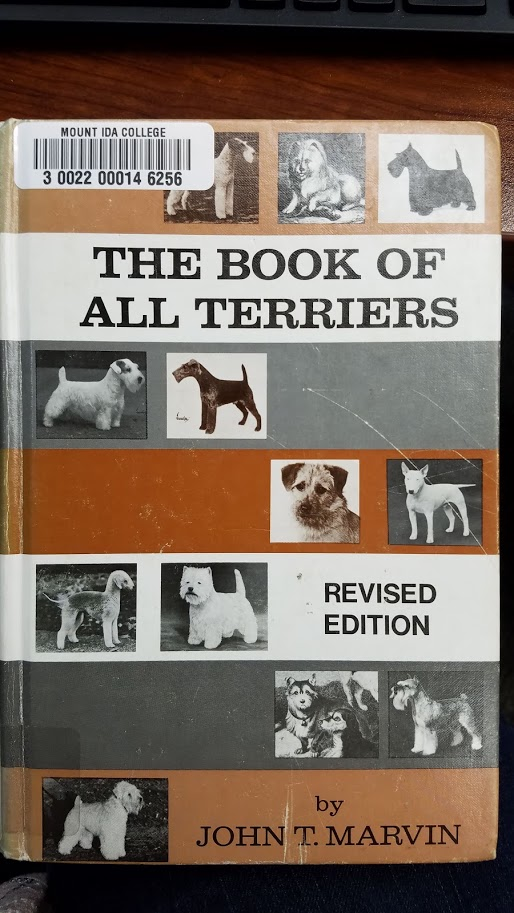 MOUNT IDA COLLEGE
3 0022 00014 6256
THE BOOK OF
ALL TERRIERS
REVISED
EDITION
by
JOHN T. MARVIN